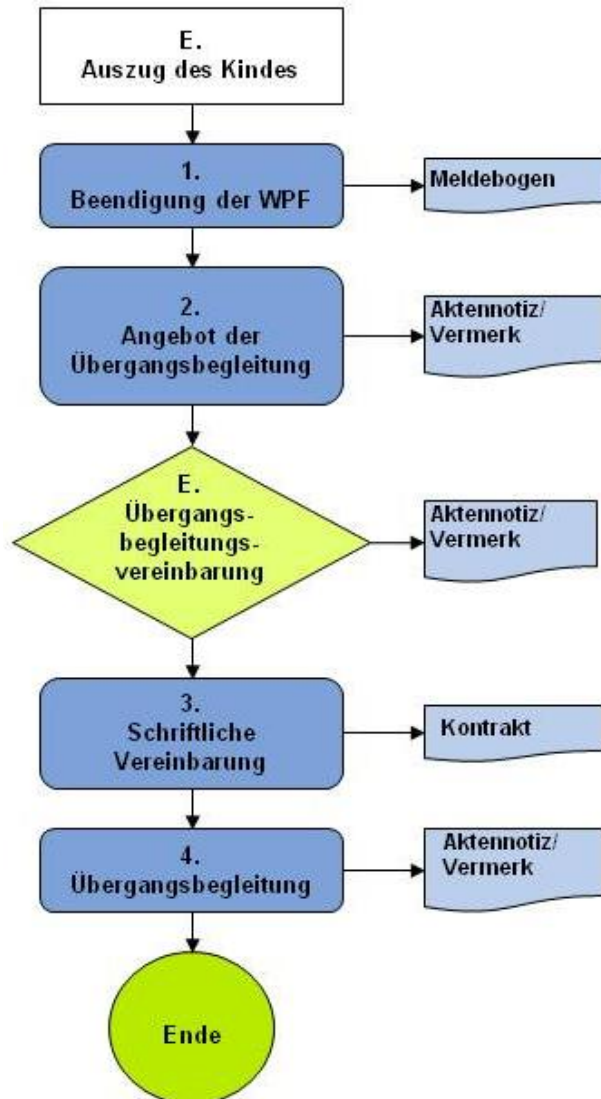 E.
Auszug des Kindes
1.
Beendigung der WPF
Meldebogen
2.
Angebot der
Übergangsbegleitung
Aktennotiz/
Vermerk
E.
Übergangs-
begleitungs-
vereinbarung
Aktennotiz/
Vermerk
3.
Schriftliche
Vereinbarung
Kontrakt
4.
Übergangsbegleitung
Aktennotiz/
Vermerk
Ende